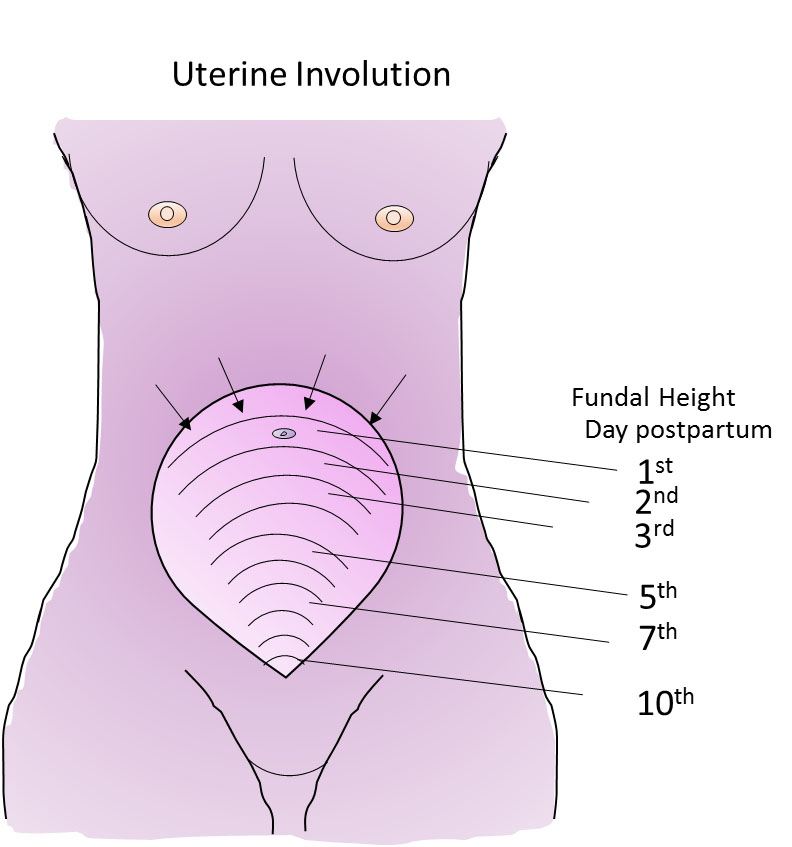 Uterine Involution
Fundal Height
Day postpartum
1st
2nd
3rd
5th
7th
10th